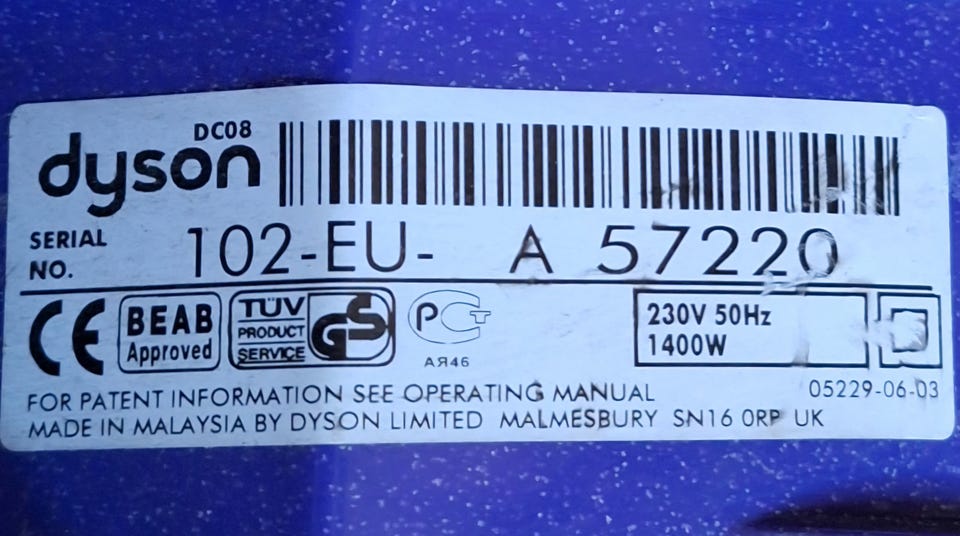 DC08
dyson
SERIAL NO. 102-EU- A 57220
CE BEAB Approved TÜV PRODUCT SERVICE GS РСТ АЯ46
230V 50Hz
1400W
FOR PATENT INFORMATION SEE OPERATING MANUAL 05229-06-03
MADE IN MALAYSIA BY DYSON LIMITED MALMESBURY SN16 0RP UK